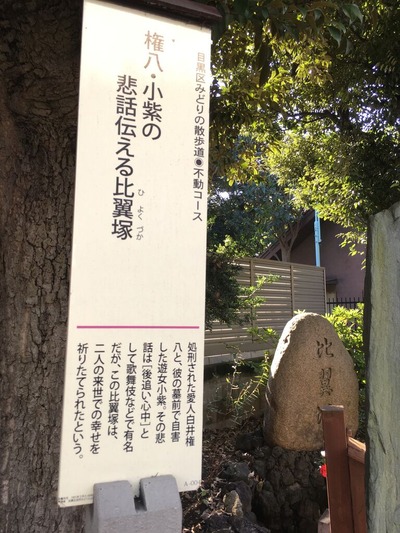 目黒区みどりの散歩道●不動コース
権八・小紫の
悲話伝える比翼塚
ひよくづか
処刑された愛人白井権
八と、彼の墓前で自害
した遊女小紫。その悲
話は［後追い心中］と
して歌舞伎などで有名
だが、この比翼塚は、
二人の来世での幸せを
祈りたてられたという。
比翼塚